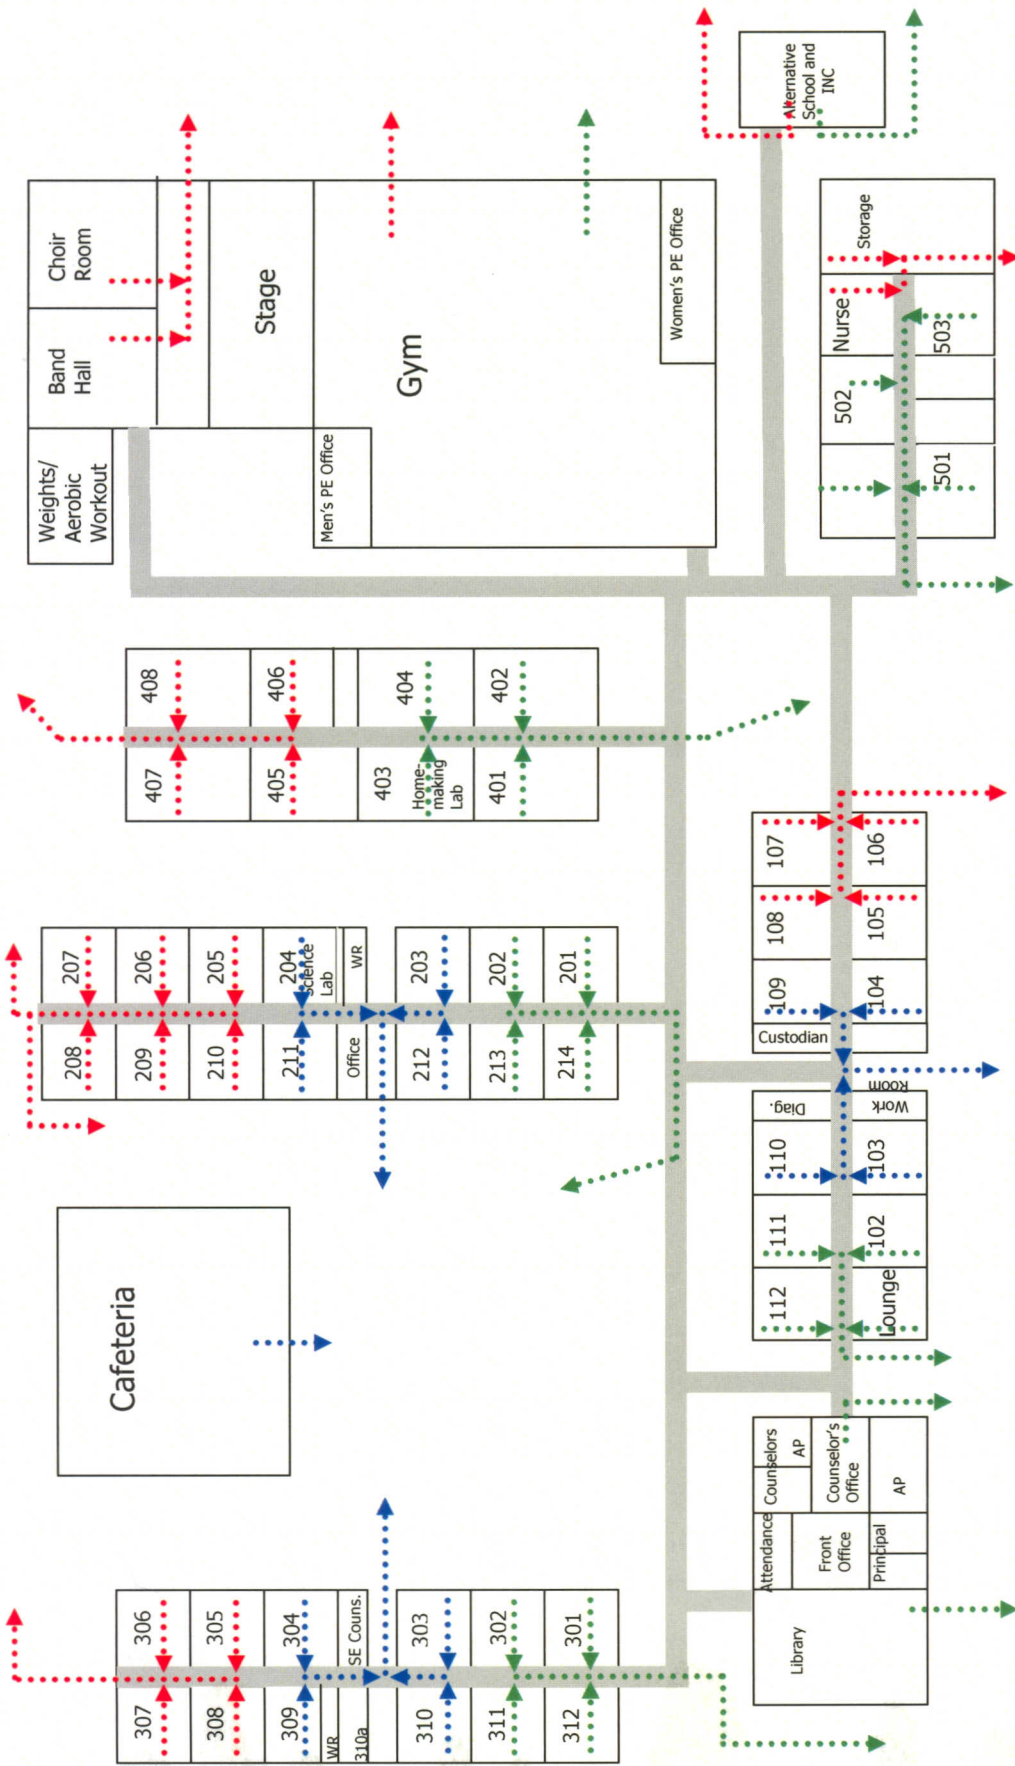 Alternative
School and
INC
Choir
Room
Band
Hall
Stage
Gym
Women's PE Office
Men's PE Office
Weights/
Aerobic
Workout
Storage
Nurse
503
502
501
408
406
404
402
407
405
403
Home-
making
Lab
401
207
206
205
204
Science
Lab
WR
203
202
201
208
209
210
211
Office
212
213
214
107
106
108
105
109
104
Custodian
Work
Room
Diag.
110
103
111
102
112
Lounge
Cafeteria
Counselors
AP
Counselor's
Office
AP
Attendance
Front
Office
Principal
Library
306
305
304
SE Couns.
303
302
301
307
308
309
WR
310a
310
311
312